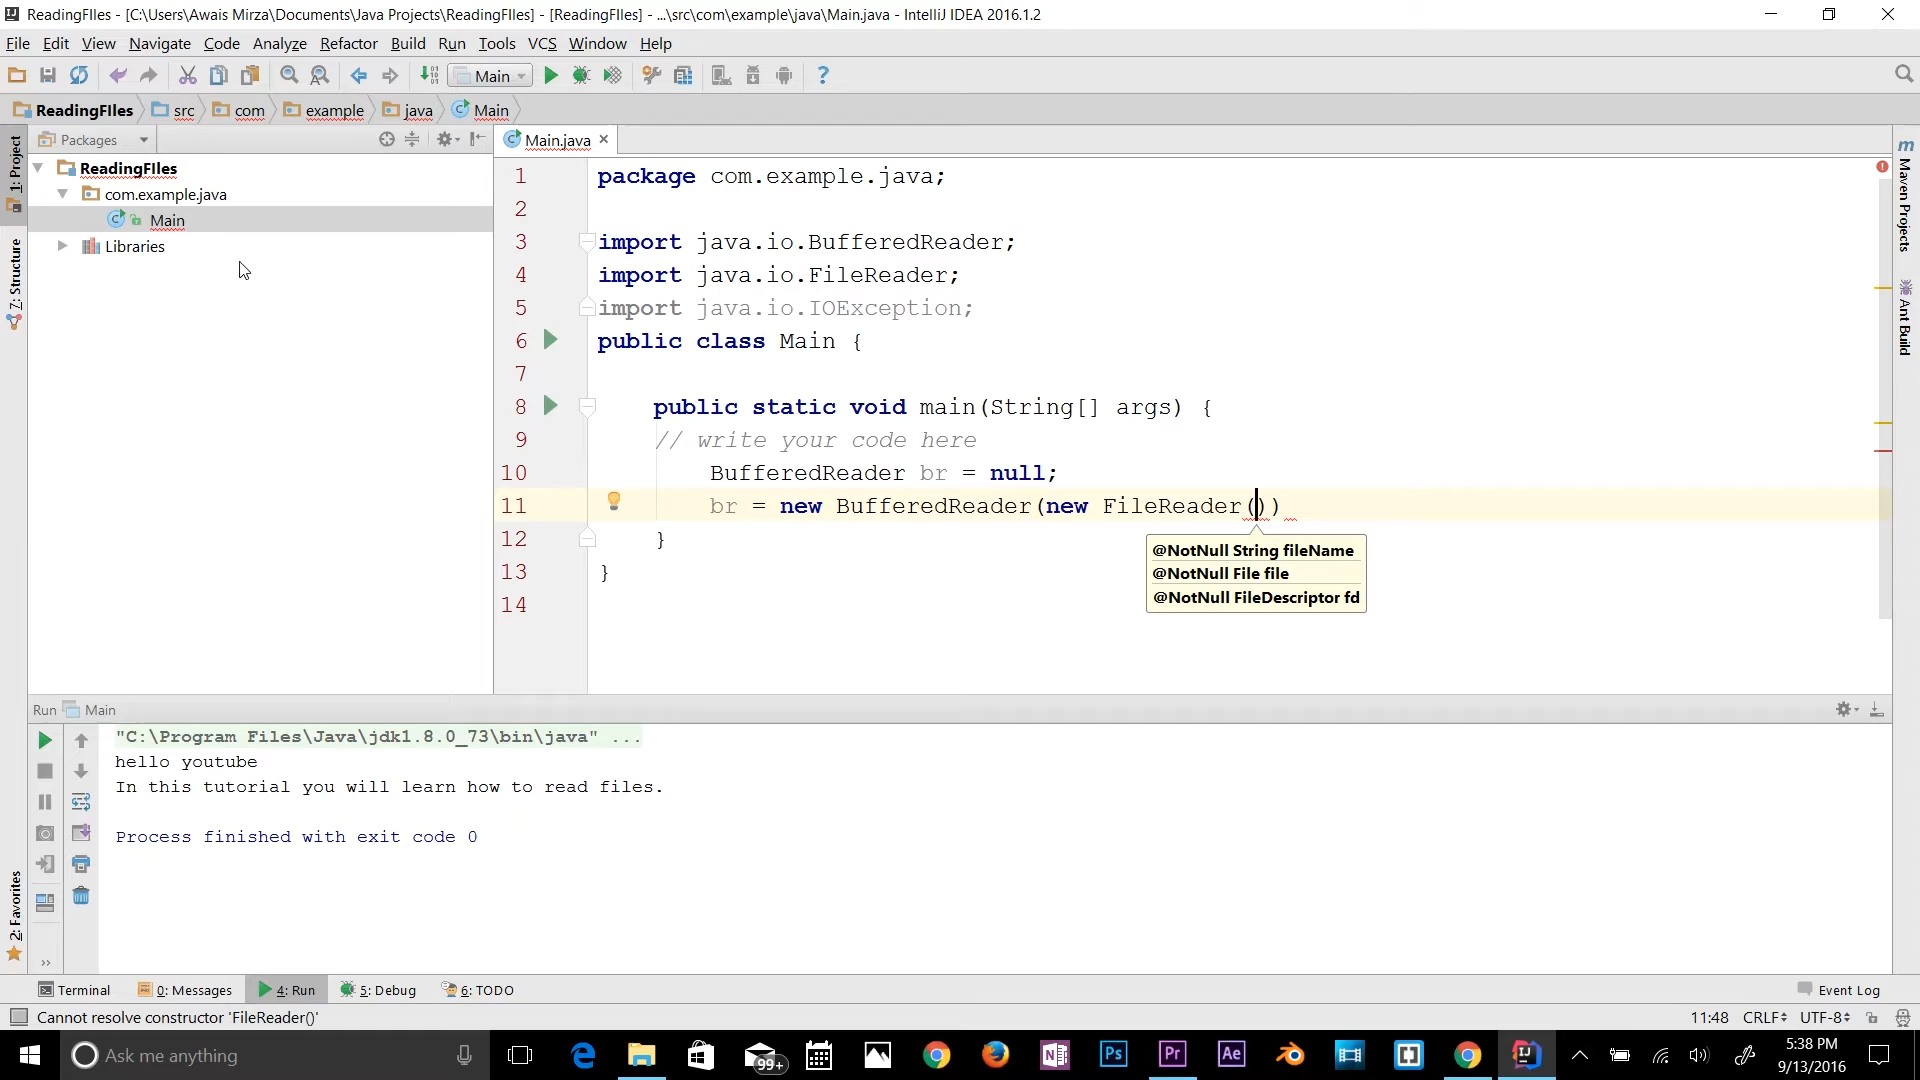 ReadingFIles - [C:\Users\Awais Mirza\Documents\Java Projects\ReadingFIles] - [ReadingFIles] - ...\src\com\example\java\Main.java - IntelliJ IDEA 2016.1.2
File Edit View Navigate Code Analyze Refactor Build Run Tools VCS Window Help
Main
ReadingFIles src com example java Main
Packages
Main.java
1: Project
7: Structure
2: Favorites
ReadingFIles
com.example.java
Main
Libraries
1 package com.example.java;
2
3 import java.io.BufferedReader;
4 import java.io.FileReader;
5 import java.io.IOException;
6 public class Main {
7
8 public static void main(String[] args) {
9 // write your code here
10 BufferedReader br = null;
11 br = new BufferedReader(new FileReader())
12 }
13 }
14
@NotNull String fileName
@NotNull File file
@NotNull FileDescriptor fd
Maven Projects
Ant Build
Run Main
"C:\Program Files\Java\jdk1.8.0_73\bin\java" ...
hello youtube
In this tutorial you will learn how to read files.
Process finished with exit code 0
Terminal 0: Messages 4: Run 5: Debug 6: TODO Event Log
Cannot resolve constructor 'FileReader()' 11:48 CRLF UTF-8
Ask me anything
99+
Ps Pr Ae
5:38 PM
9/13/2016